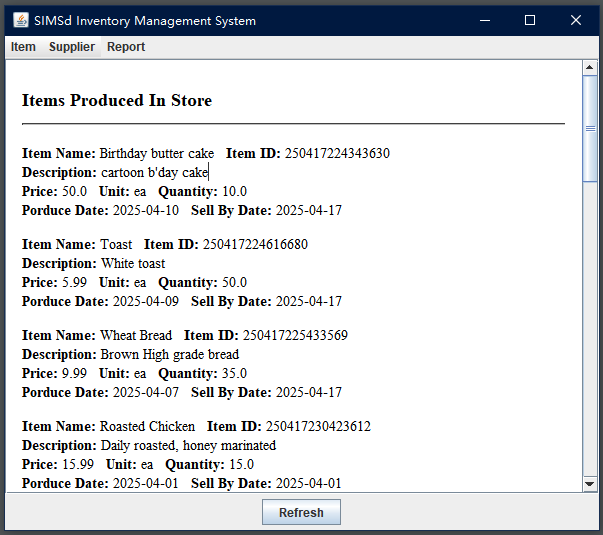 SIMSd Inventory Management System
Item Supplier Report
Items Produced In Store
Item Name: Birthday butter cake Item ID: 250417224343630
Description: cartoon b'day cake
Price: 50.0 Unit: ea Quantity: 10.0
Porduce Date: 2025-04-10 Sell By Date: 2025-04-17
Item Name: Toast Item ID: 250417224616680
Description: White toast
Price: 5.99 Unit: ea Quantity: 50.0
Porduce Date: 2025-04-09 Sell By Date: 2025-04-17
Item Name: Wheat Bread Item ID: 250417225433569
Description: Brown High grade bread
Price: 9.99 Unit: ea Quantity: 35.0
Porduce Date: 2025-04-07 Sell By Date: 2025-04-17
Item Name: Roasted Chicken Item ID: 250417230423612
Description: Daily roasted, honey marinated
Price: 15.99 Unit: ea Quantity: 15.0
Porduce Date: 2025-04-01 Sell By Date: 2025-04-01
Refresh